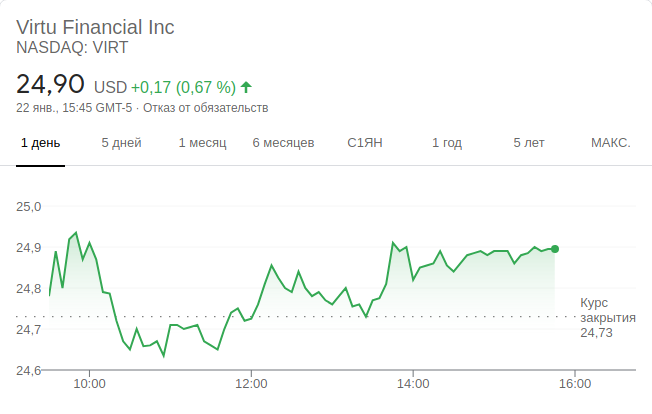 Virtu Financial Inc
NASDAQ: VIRT
24,90 USD +0,17 (0,67 %)
22 янв., 15:45 GMT-5 · Отказ от обязательств
1 день 5 дней 1 месяц 6 месяцев С1ЯН 1 год 5 лет МАКС.
25,0
24,9
24,8
24,7
24,6
Курс
закрытия
24,73
10:00 12:00 14:00 16:00